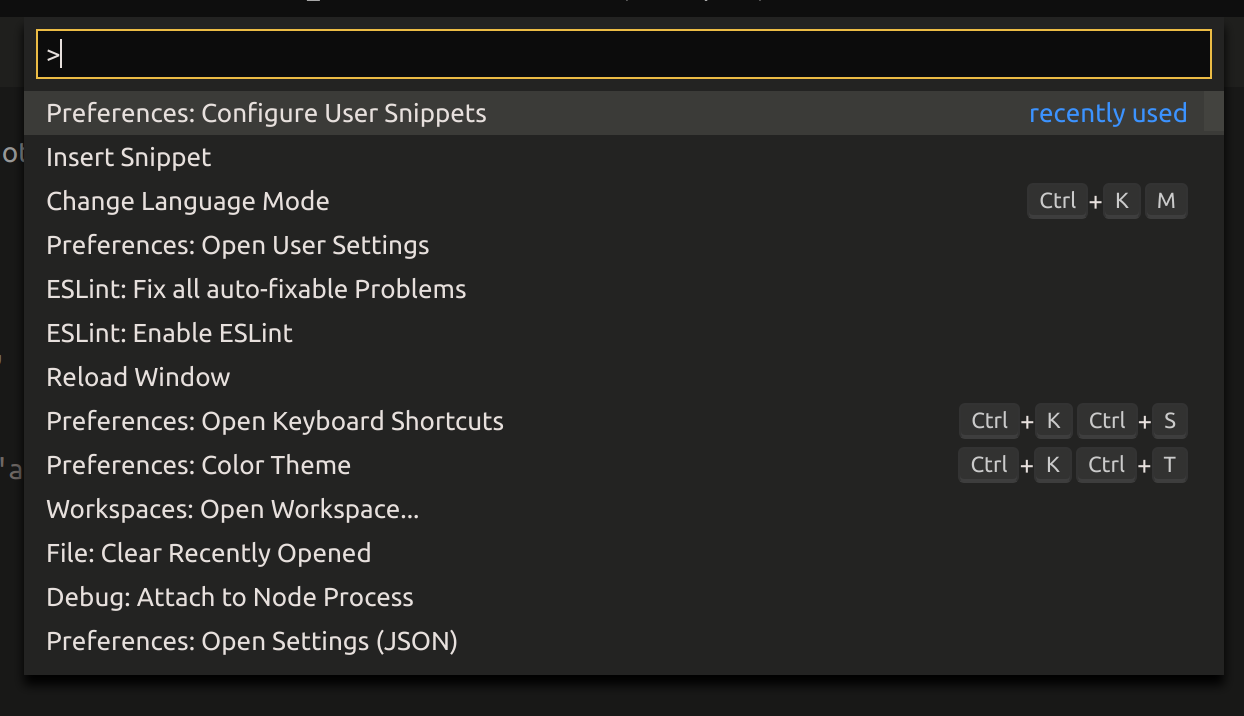 >
Preferences: Configure User Snippets recently used
Insert Snippet
Change Language Mode Ctrl + K M
Preferences: Open User Settings
ESLint: Fix all auto-fixable Problems
ESLint: Enable ESLint
Reload Window
Preferences: Open Keyboard Shortcuts Ctrl + K Ctrl + S
Preferences: Color Theme Ctrl + K Ctrl + T
Workspaces: Open Workspace...
File: Clear Recently Opened
Debug: Attach to Node Process
Preferences: Open Settings (JSON)